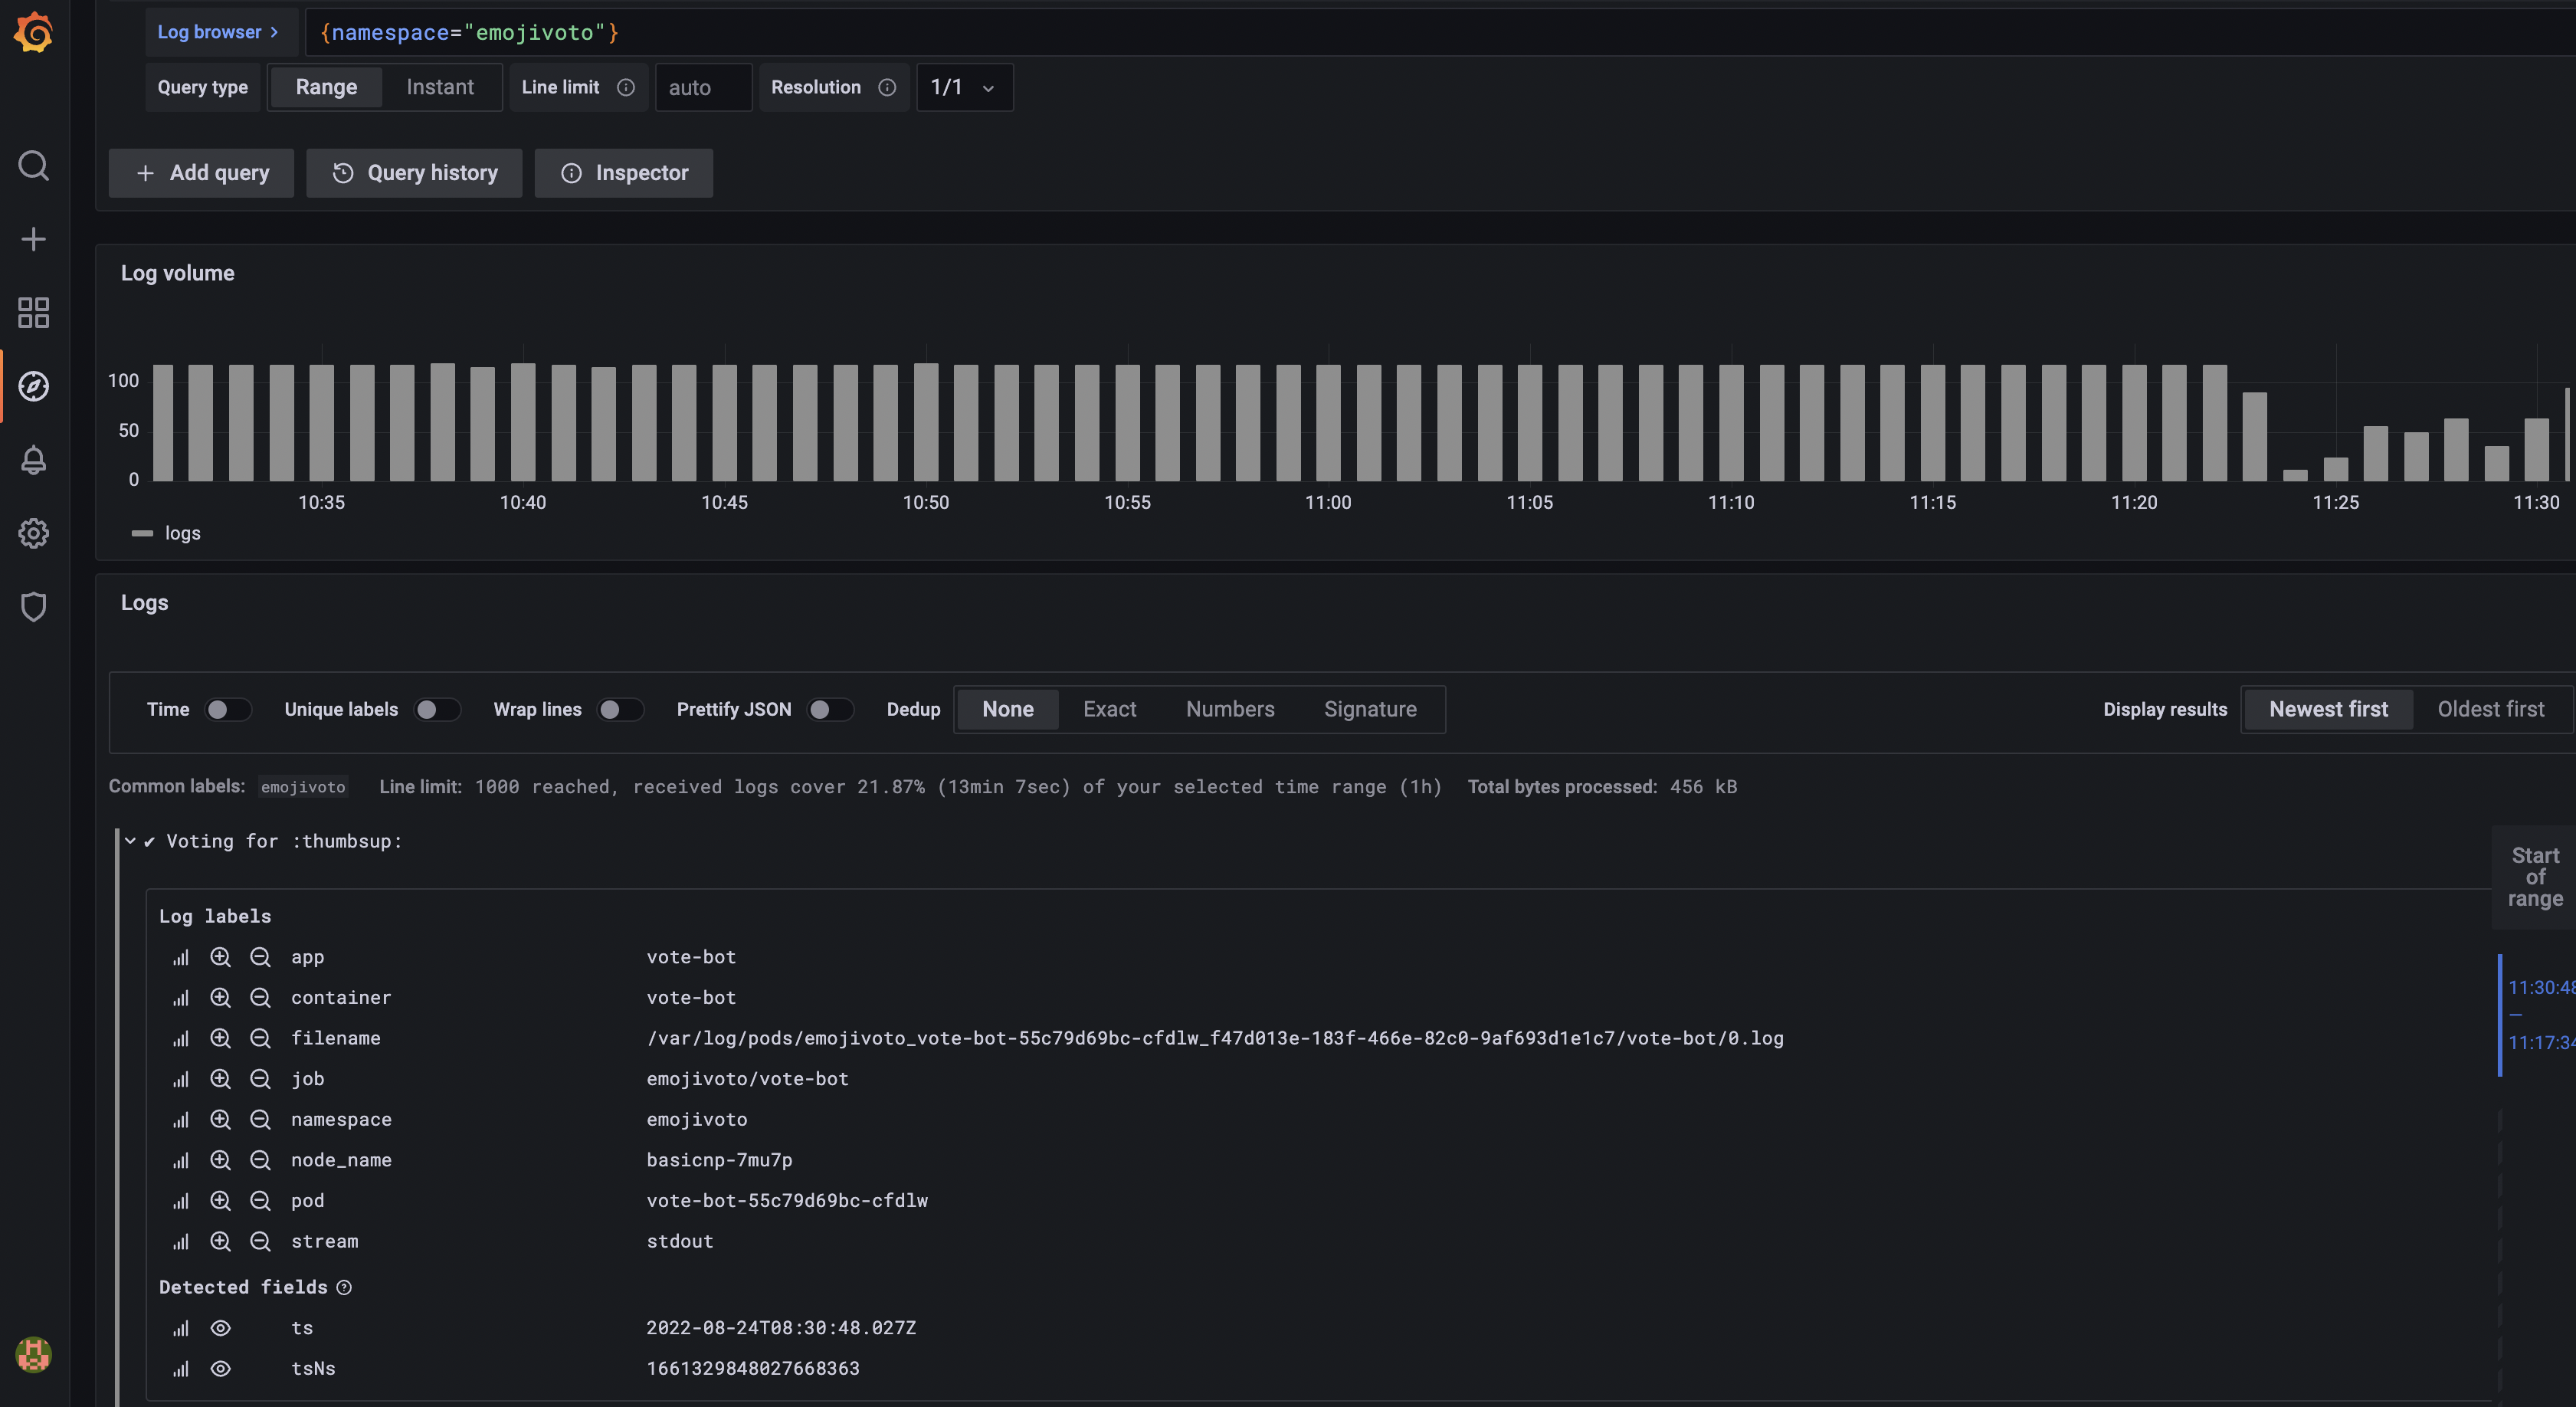 Log browser > {namespace="emojivoto"}
Query type Range Instant Line limit auto Resolution 1/1
+ Add query Query history Inspector
Log volume
100
50
0
10:35 10:40 10:45 10:50 10:55 11:00 11:05 11:10 11:15 11:20 11:25 11:30
logs
Logs
Time Unique labels Wrap lines Prettify JSON Dedup None Exact Numbers Signature Display results Newest first Oldest first
Common labels: emojivoto Line limit: 1000 reached, received logs cover 21.87% (13min 7sec) of your selected time range (1h) Total bytes processed: 456 kB
✔ Voting for :thumbsup:
Start
of
range
Log labels
app vote-bot
container vote-bot
11:30:48
—
filename /var/log/pods/emojivoto_vote-bot-55c79d69bc-cfdlw_f47d013e-183f-466e-82c0-9af693d1e1c7/vote-bot/0.log
11:17:34
job emojivoto/vote-bot
namespace emojivoto
node_name basicnp-7mu7p
pod vote-bot-55c79d69bc-cfdlw
stream stdout
Detected fields
ts 2022-08-24T08:30:48.027Z
tsNs 1661329848027668363